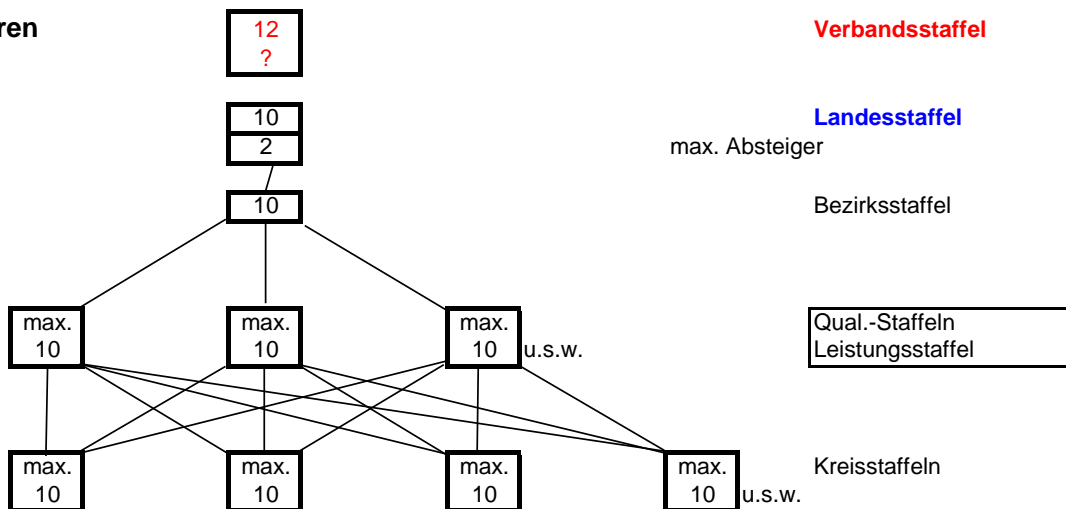 ren
12
?
Verbandsstaffel
10
Landesstaffel
2
max. Absteiger
10
Bezirksstaffel
max. max. max. Qual.-Staffeln
10 10 10 u.s.w. Leistungsstaffel
max. max. max. max. Kreisstaffeln
10 10 10 10 u.s.w.